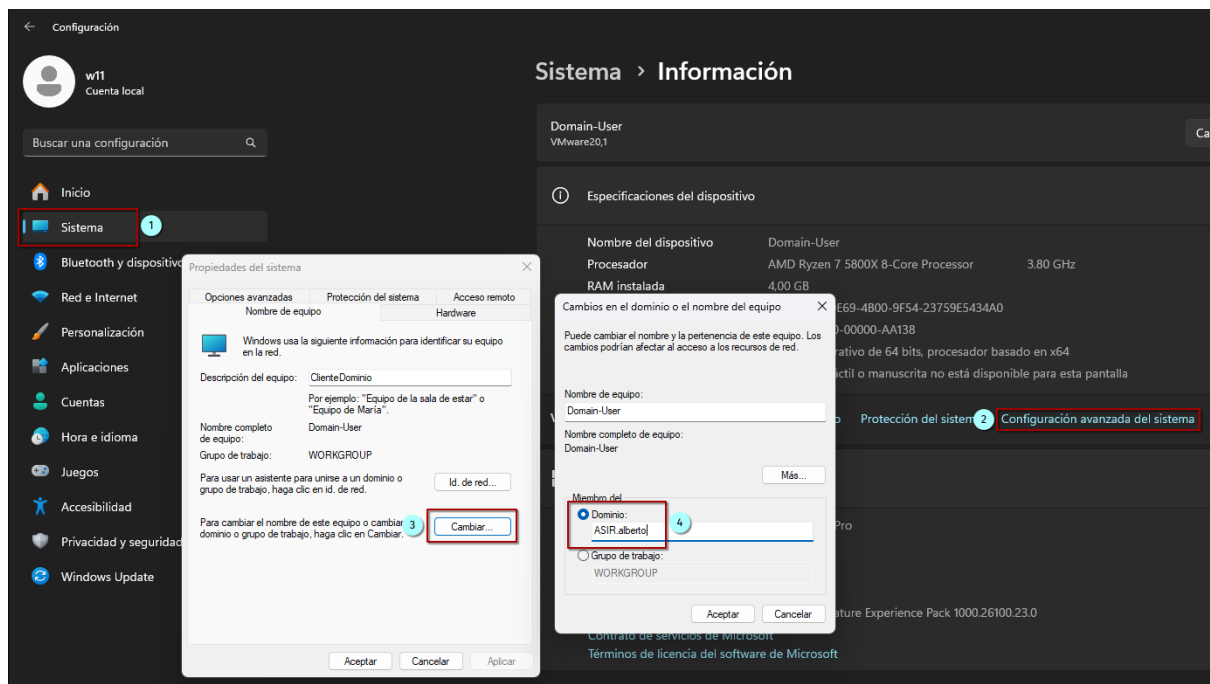 Configuración
w11
Cuenta local
Buscar una configuración
Inicio
Sistema
1
Bluetooth y dispositivo
Red e Internet
Personalización
Aplicaciones
Cuentas
Hora e idioma
Juegos
Accesibilidad
Privacidad y seguridad
Windows Update
Sistema > Información
Domain-User
VMware20,1
Ca
Especificaciones del dispositivo
Nombre del dispositivo Domain-User
Procesador AMD Ryzen 7 5800X 8-Core Processor 3.80 GHz
RAM instalada 4,00 GB
E69-4B00-9F54-23759E5434A0
0-00000-AA138
rativo de 64 bits, procesador basado en x64
áctil o manuscrita no está disponible para esta pantalla
Protección del sistem 2 Configuración avanzada del sistema
Pro
ature Experience Pack 1000.26100.23.0
Contrato de servicios de Microsoft
Términos de licencia del software de Microsoft
Propiedades del sistema
Opciones avanzadas Protección del sistema Acceso remoto
Nombre de equipo Hardware
Windows usa la siguiente información para identificar su equipo
en la red.
Descripción del equipo: ClienteDominio
Por ejemplo: "Equipo de la sala de estar" o
"Equipo de María".
Nombre completo Domain-User
de equipo:
Grupo de trabajo: WORKGROUP
Para usar un asistente para unirse a un dominio o
grupo de trabajo, haga clic en id. de red.
Id. de red...
Para cambiar el nombre de este equipo o cambiar
dominio o grupo de trabajo, haga clic en Cambiar.
3
Cambiar...
Aceptar Cancelar Aplicar
Cambios en el dominio o el nombre del equipo
Puede cambiar el nombre y la pertenencia de este equipo. Los
cambios podrían afectar al acceso a los recursos de red.
Nombre de equipo:
Domain-User
Nombre completo de equipo:
Domain-User
Más...
Miembro del
Dominio:
ASIR.alberto
4
Grupo de trabajo:
WORKGROUP
Aceptar Cancelar